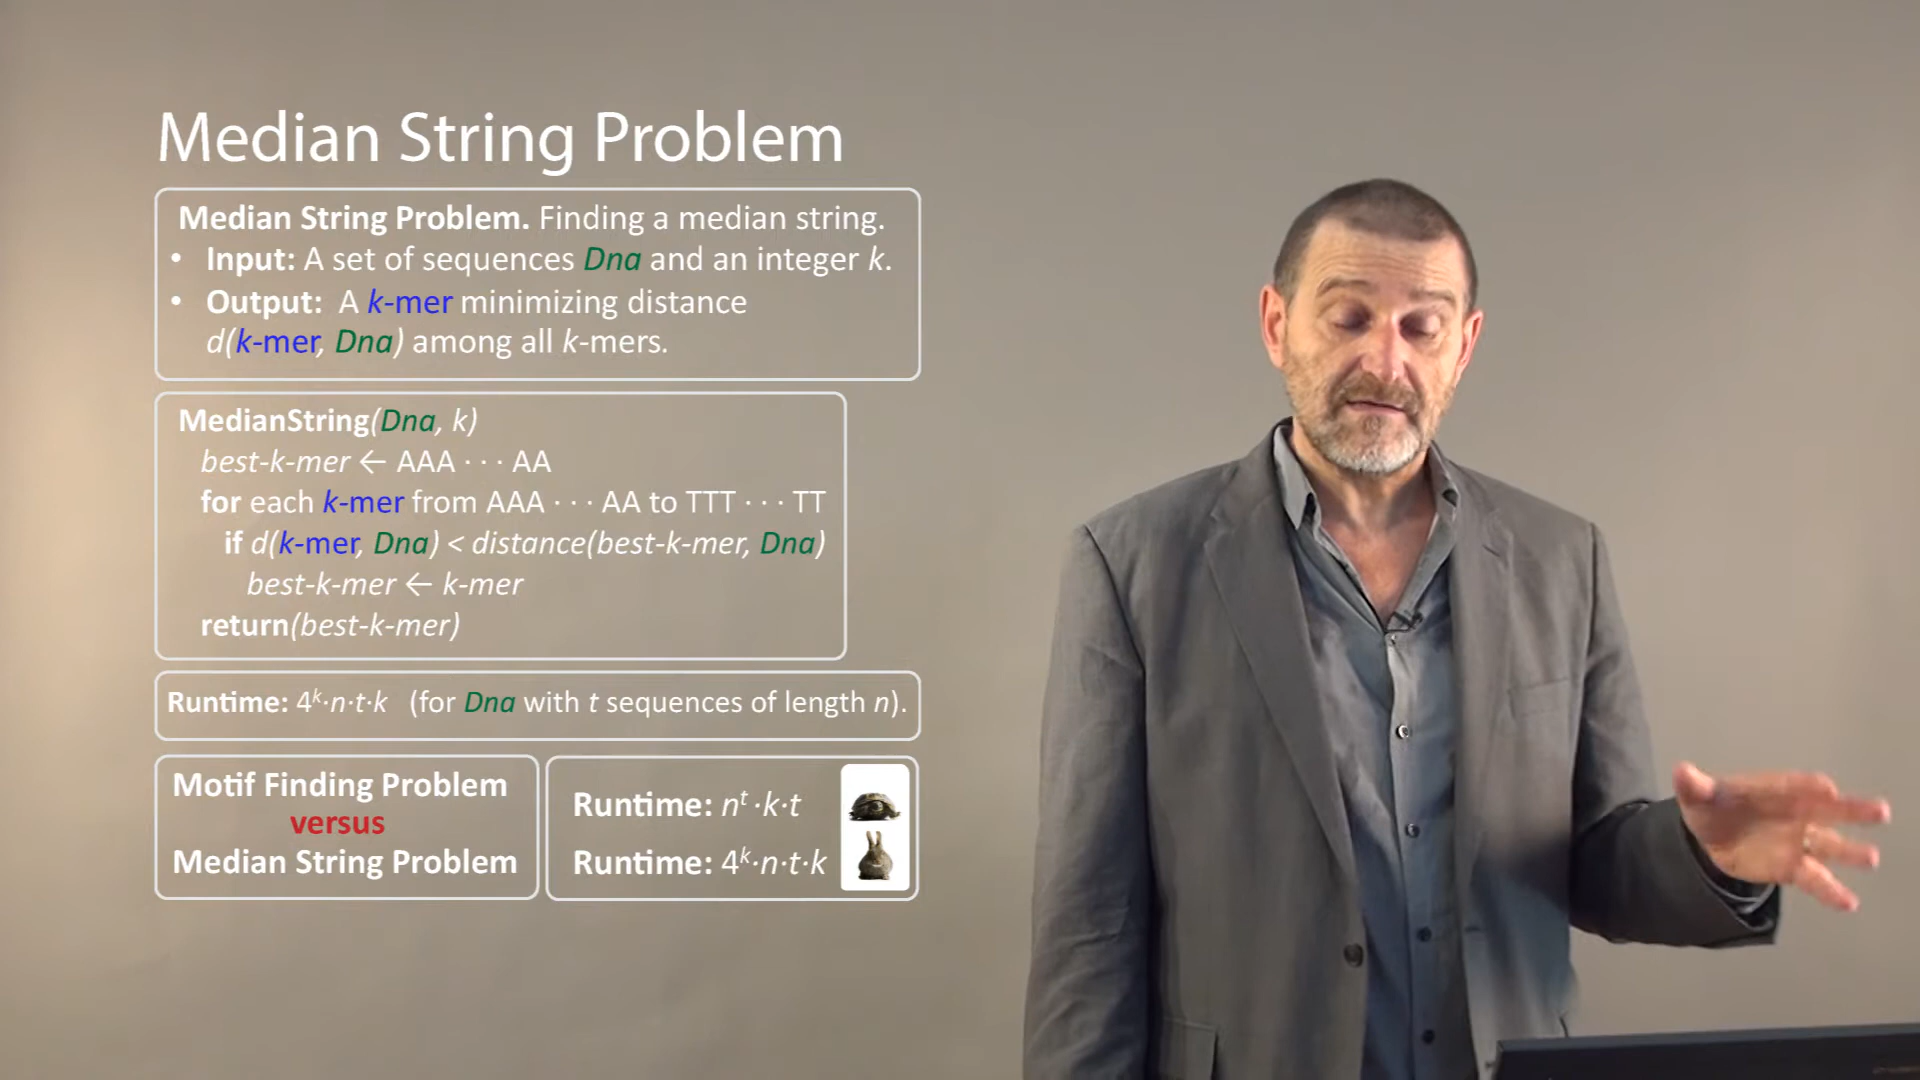 Median String Problem
Median String Problem. Finding a median string.
• Input: A set of sequences Dna and an integer k.
• Output: A k-mer minimizing distance
d(k-mer, Dna) among all k-mers.
MedianString(Dna, k)
best-k-mer ← AAA · · · AA
for each k-mer from AAA · · · AA to TTT · · · TT
if d(k-mer, Dna) < distance(best-k-mer, Dna)
best-k-mer ← k-mer
return(best-k-mer)
Runtime: 4ᵏ·n·t·k (for Dna with t sequences of length n).
Motif Finding Problem
versus
Median String Problem
Runtime: nᵗ·k·t
Runtime: 4ᵏ·n·t·k